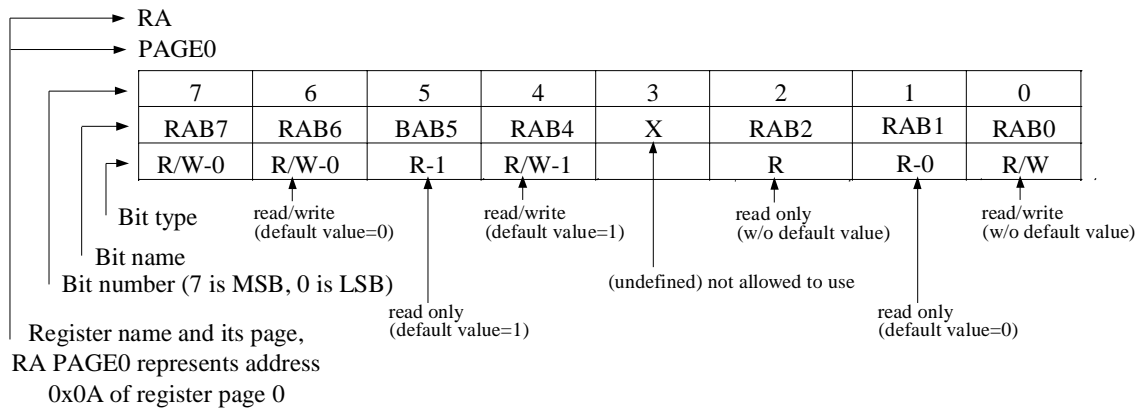 RA
PAGE0
7 6 5 4 3 2 1 0
RAB7 RAB6 BAB5 RAB4 X RAB2 RAB1 RAB0
R/W-0 R/W-0 R-1 R/W-1 R R-0 R/W
Bit type
read/write
(default value=0)
read/write
(default value=1)
read only
(w/o default value)
read/write
(w/o default value)
Bit name
(undefined) not allowed to use
Bit number (7 is MSB, 0 is LSB)
read only
(default value=1)
read only
(default value=0)
Register name and its page,
RA PAGE0 represents address
0x0A of register page 0